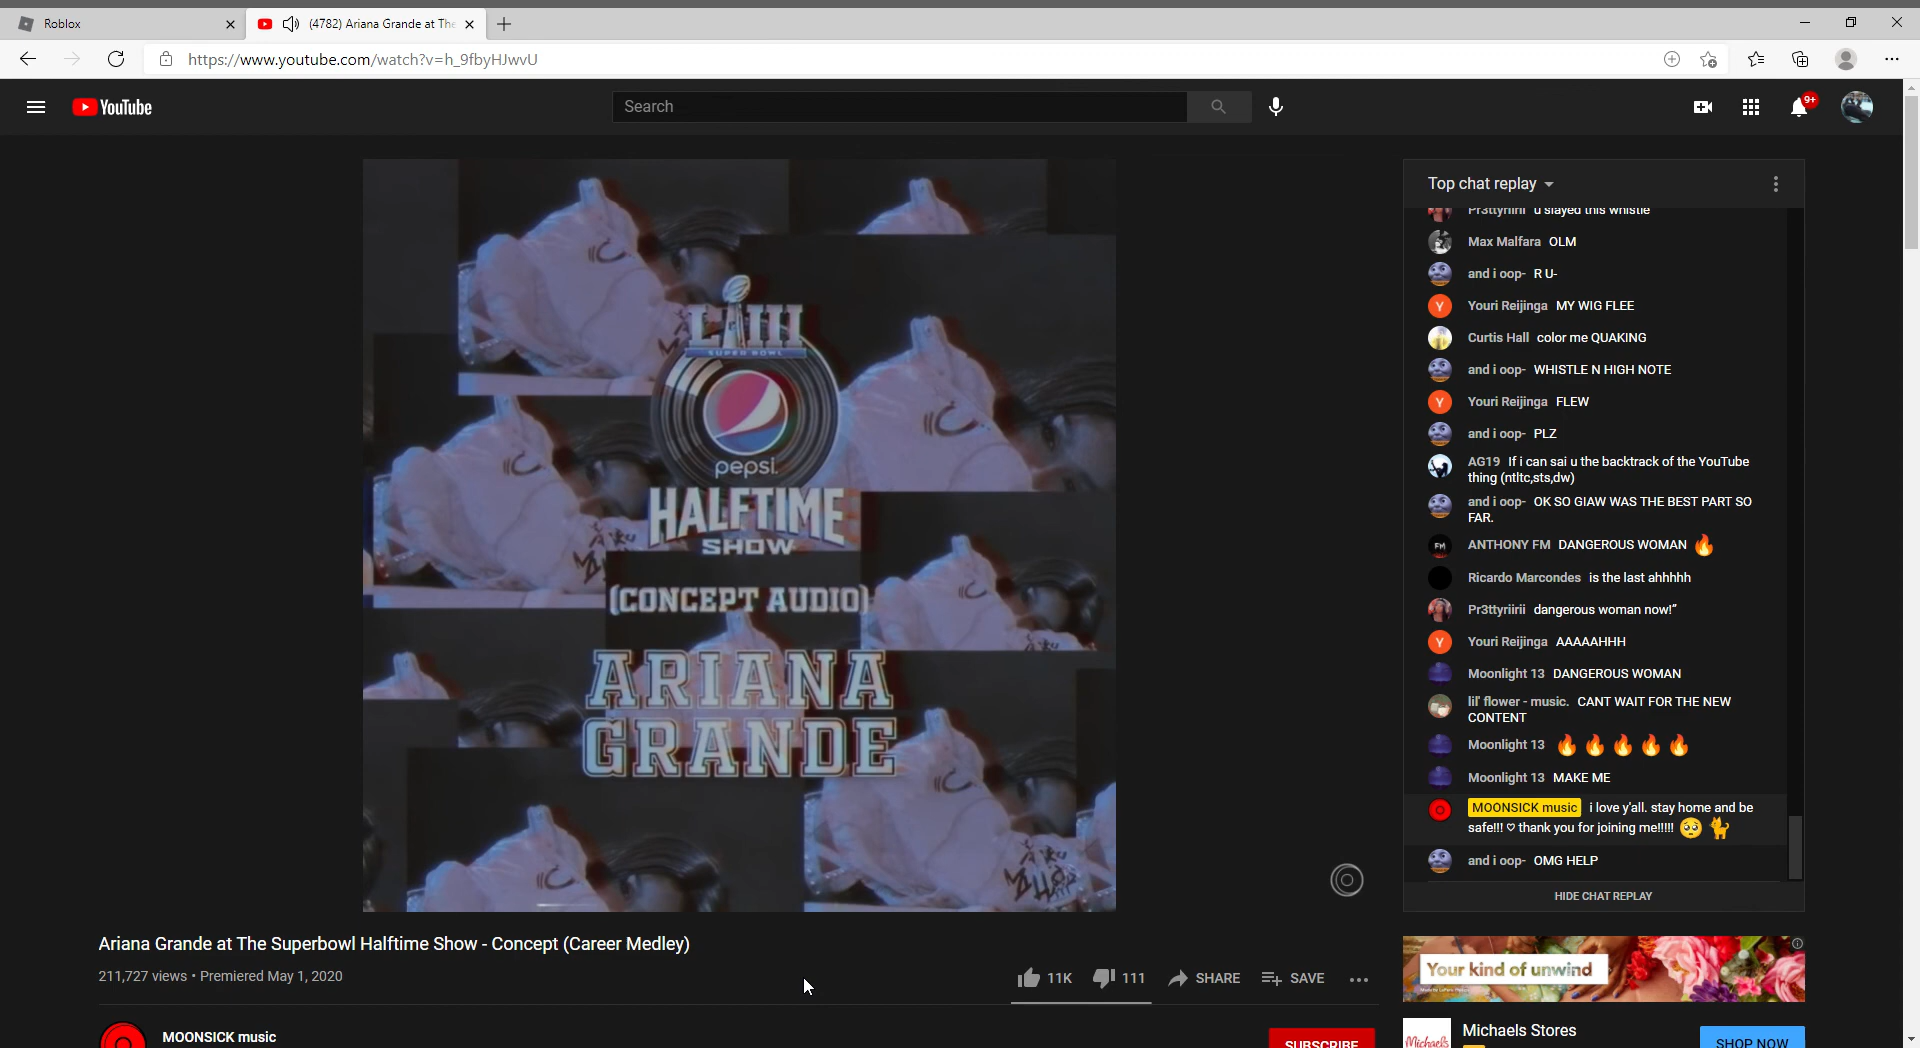 Roblox
(4782) Ariana Grande at The
https://www.youtube.com/watch?v=h_9fbyHJwvU
YouTube
Search
9+
LIII
SUPER BOWL
pepsi.
HALFTIME
SHOW
(CONCEPT AUDIO)
ARIANA
GRANDE
Top chat replay
Pr3ttyriirii u slayed this whistle
Max Malfara OLM
and i oop- R U-
Y Youri Reijinga MY WIG FLEE
Curtis Hall color me QUAKING
and i oop- WHISTLE N HIGH NOTE
Y Youri Reijinga FLEW
and i oop- PLZ
AG19 If i can sai u the backtrack of the YouTube
thing (ntltc,sts,dw)
and i oop- OK SO GIAW WAS THE BEST PART SO
FAR.
FM ANTHONY FM DANGEROUS WOMAN 🔥
Ricardo Marcondes is the last ahhhhh
Pr3ttyriirii dangerous woman now!”
Y Youri Reijinga AAAAAHHH
Moonlight 13 DANGEROUS WOMAN
lil' flower - music. CANT WAIT FOR THE NEW
CONTENT
Moonlight 13 🔥🔥🔥🔥🔥
Moonlight 13 MAKE ME
MOONSICK music i love y'all. stay home and be
safe!!! ♡ thank you for joining me!!!!! 🥺 🐈
and i oop- OMG HELP
HIDE CHAT REPLAY
Ariana Grande at The Superbowl Halftime Show - Concept (Career Medley)
211,727 views • Premiered May 1, 2020
11K 111 SHARE SAVE
MOONSICK music
SUBSCRIBE
Your kind of unwind
Michaels
Michaels Stores
SHOP NOW